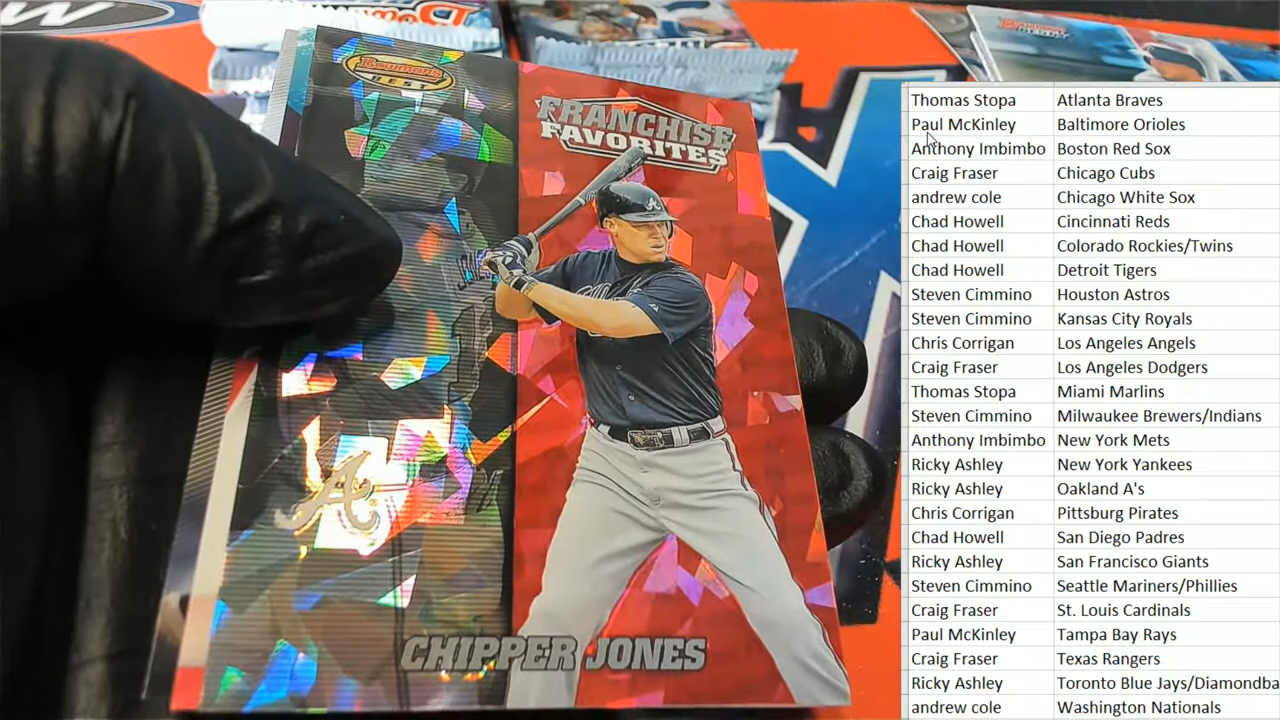 BOWMAN'S
BEST
FRANCHISE
FAVORITES
CHIPPER JONES
Thomas Stopa Atlanta Braves
Paul McKinley Baltimore Orioles
Anthony Imbimbo Boston Red Sox
Craig Fraser Chicago Cubs
andrew cole Chicago White Sox
Chad Howell Cincinnati Reds
Chad Howell Colorado Rockies/Twins
Chad Howell Detroit Tigers
Steven Cimmino Houston Astros
Steven Cimmino Kansas City Royals
Chris Corrigan Los Angeles Angels
Craig Fraser Los Angeles Dodgers
Thomas Stopa Miami Marlins
Steven Cimmino Milwaukee Brewers/Indians
Anthony Imbimbo New York Mets
Ricky Ashley New York Yankees
Ricky Ashley Oakland A's
Chris Corrigan Pittsburg Pirates
Chad Howell San Diego Padres
Ricky Ashley San Francisco Giants
Steven Cimmino Seattle Mariners/Phillies
Craig Fraser St. Louis Cardinals
Paul McKinley Tampa Bay Rays
Craig Fraser Texas Rangers
Ricky Ashley Toronto Blue Jays/Diamondba
andrew cole Washington Nationals